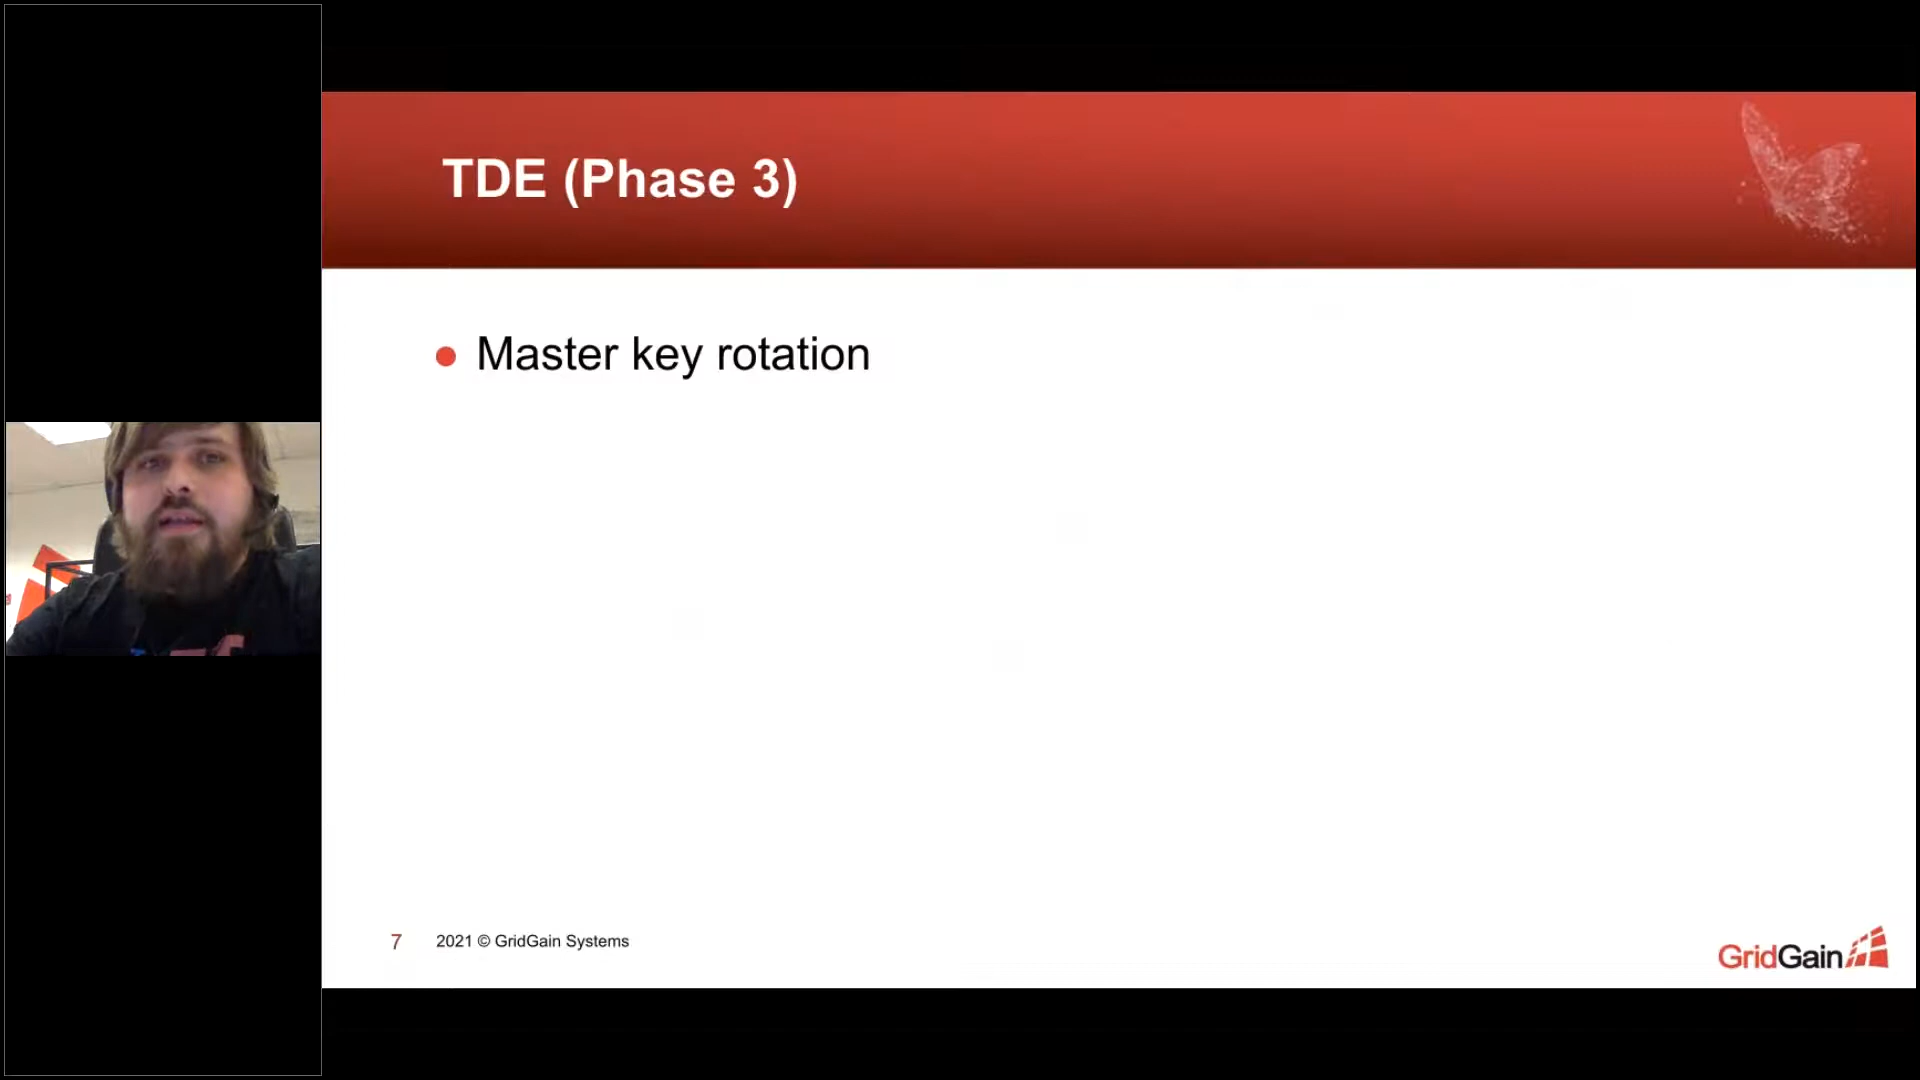 TDE (Phase 3)
Master key rotation
7
2021 © GridGain Systems
GridGain